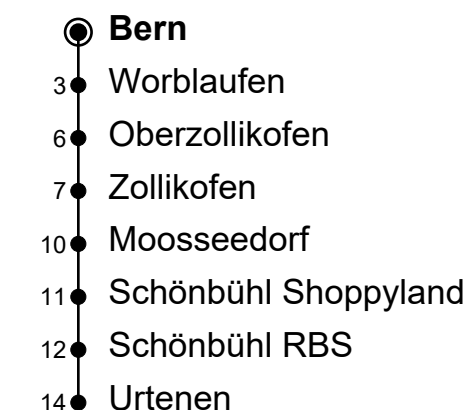 Bern
3 Worblaufen
6 Oberzollikofen
7 Zollikofen
10 Moosseedorf
11 Schönbühl Shoppyland
12 Schönbühl RBS
14 Urtenen